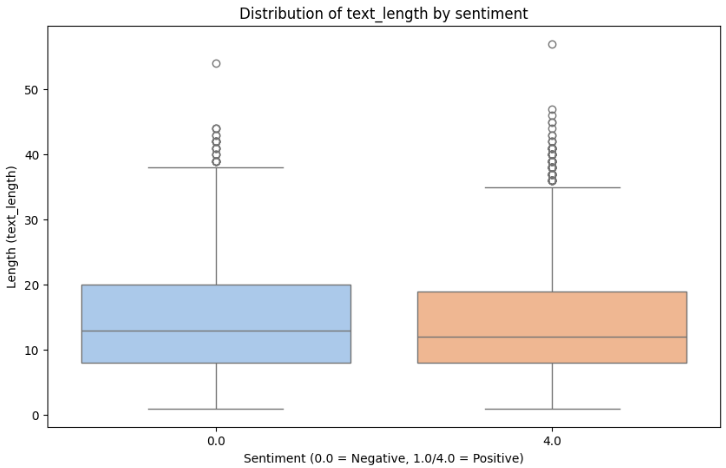 Distribution of text_length by sentiment
Length (text_length)
50
40
30
20
10
0
0.0
4.0
Sentiment (0.0 = Negative, 1.0/4.0 = Positive)